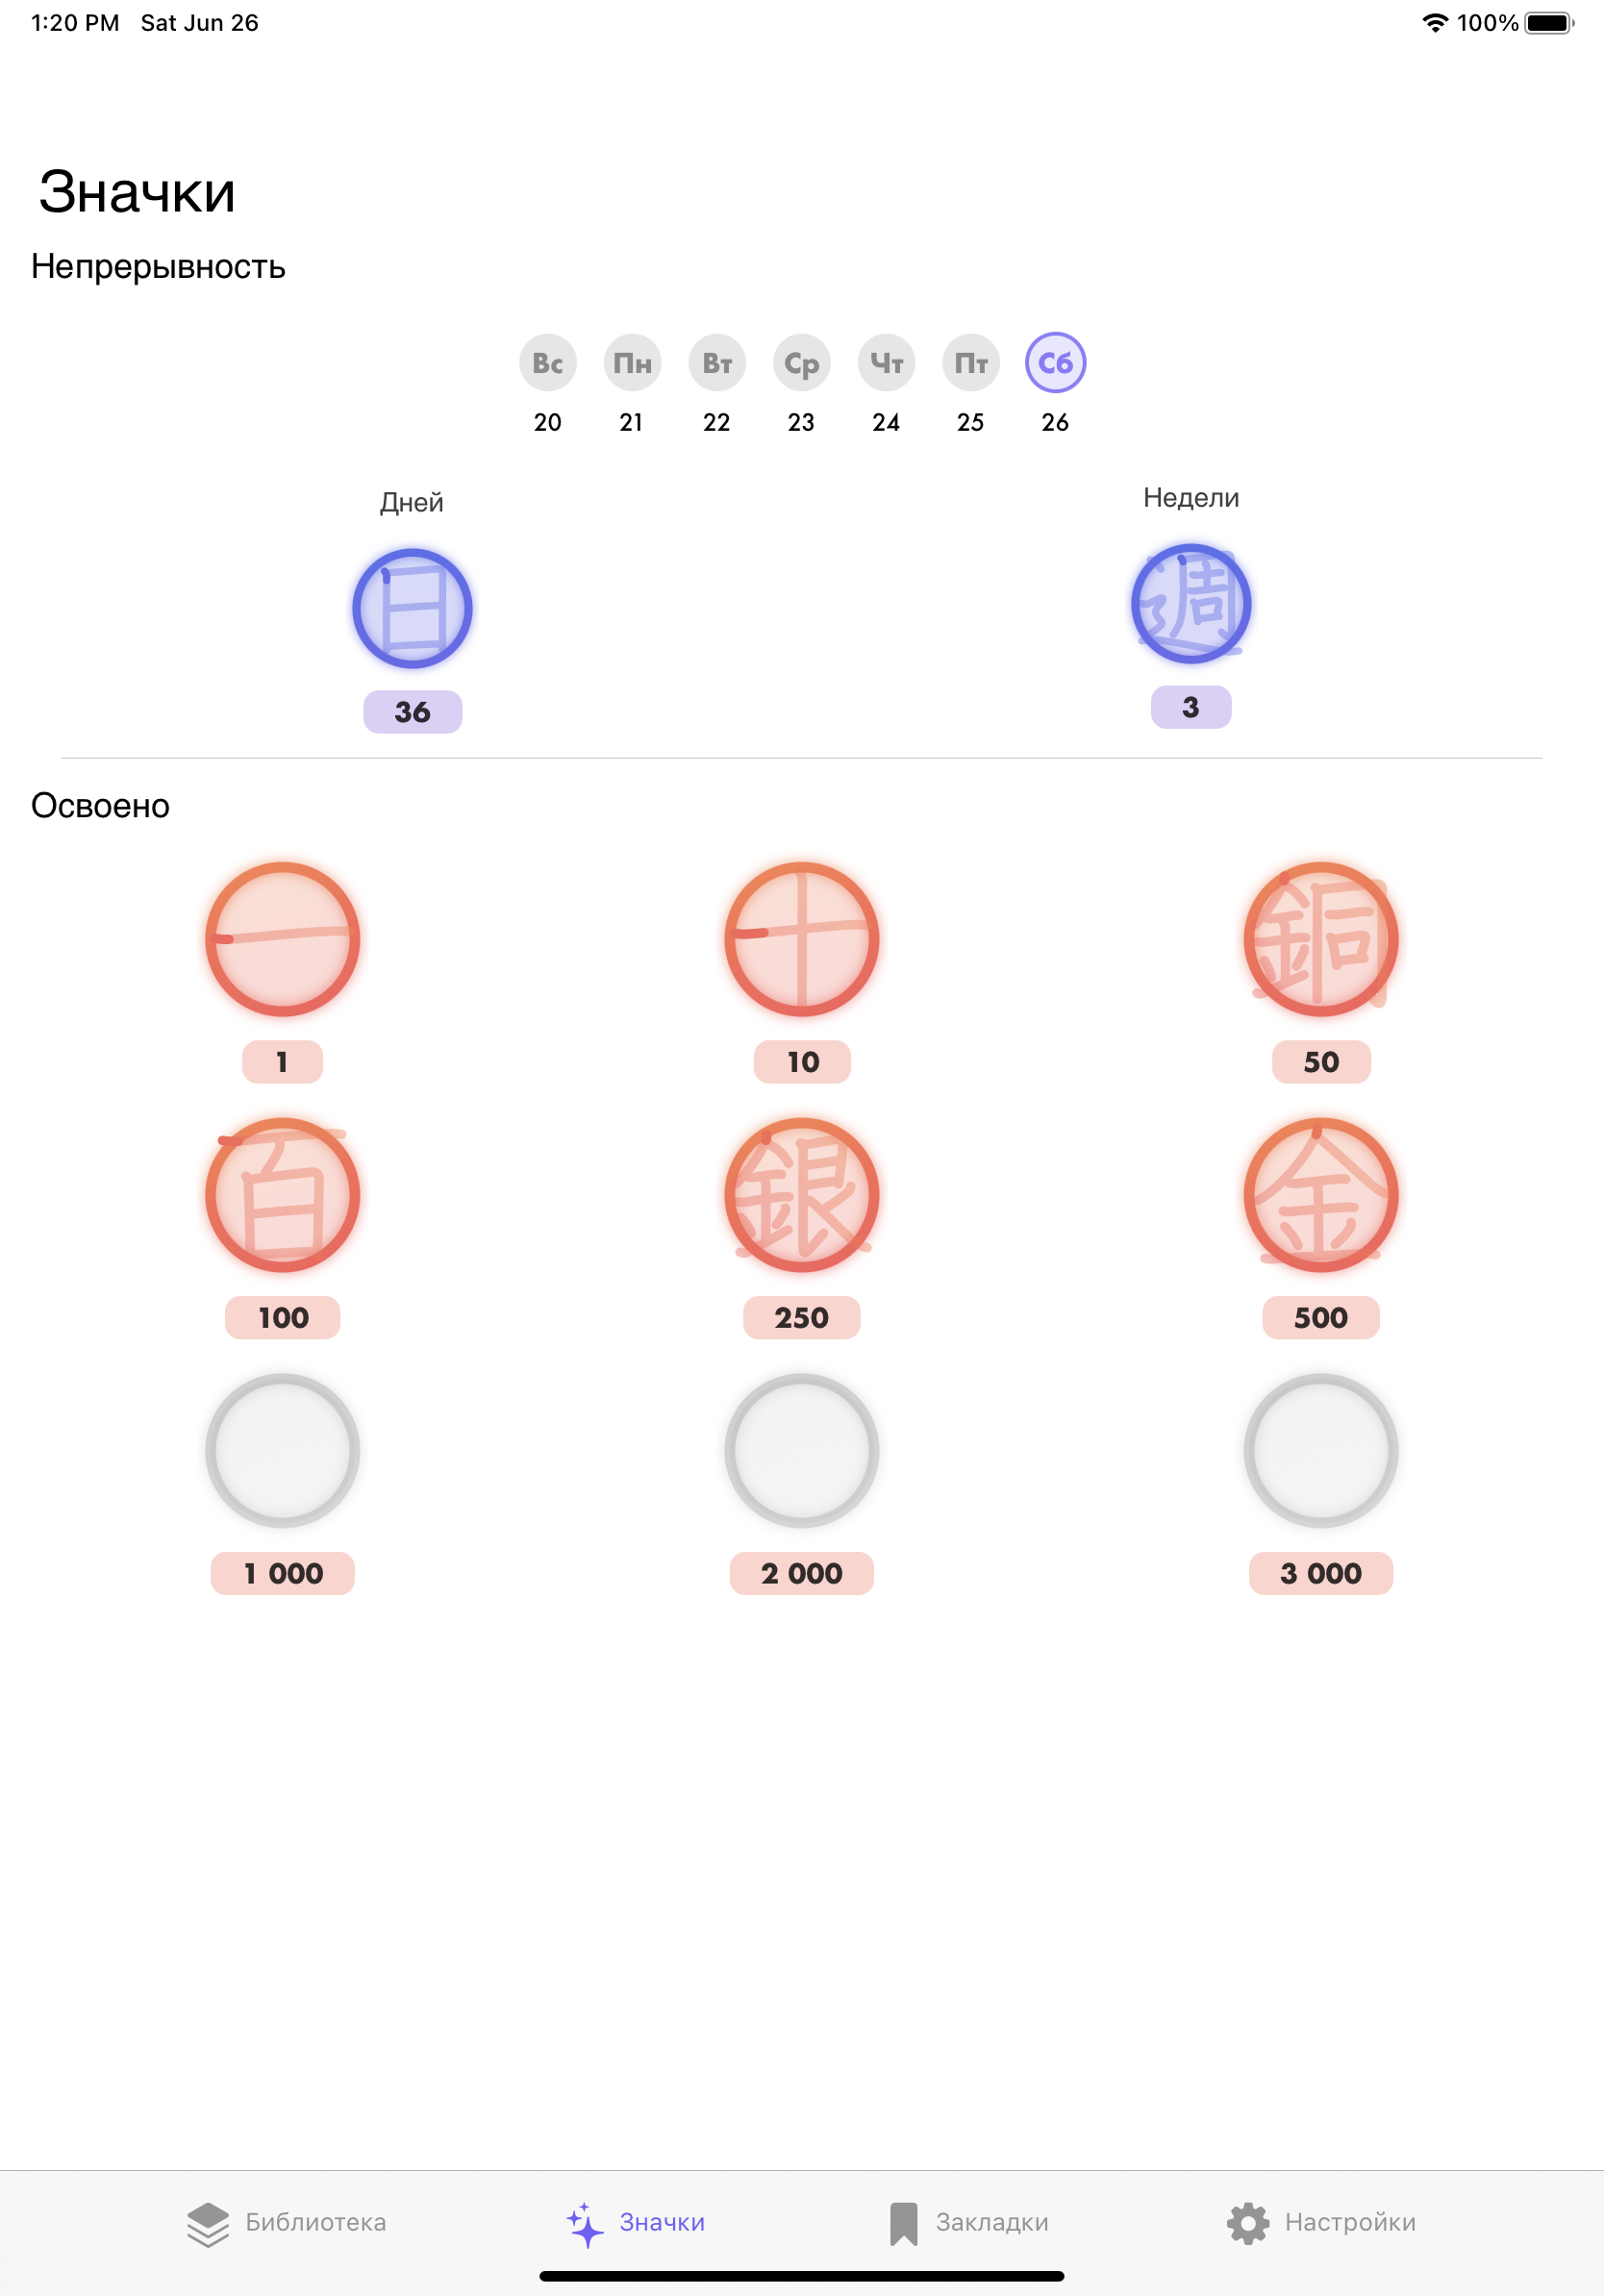 1:20 PM Sat Jun 26 100%
Значки
Непрерывность
Вс Пн Вт Ср Чт Пт Сб
20 21 22 23 24 25 26
Дней Недели
日 週
36 3
Освоено
一 十 銅
1 10 50
百 銀 金
100 250 500
1 000 2 000 3 000
Библиотека Значки Закладки Настройки